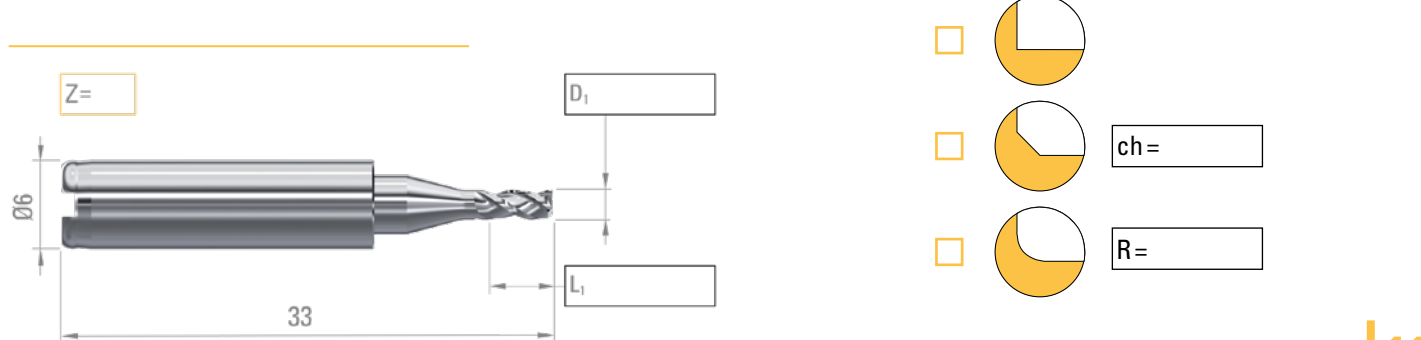 Z=
D₁
ch=
Ø6
R=
L₁
33